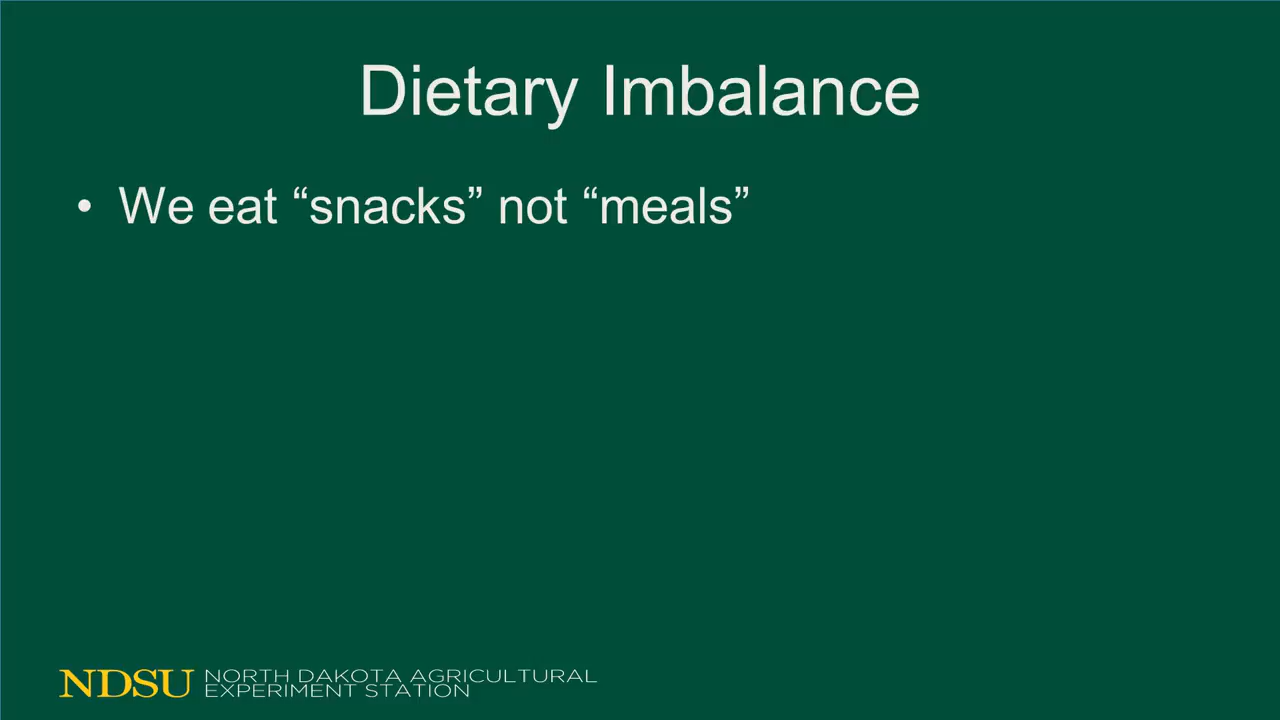 Dietary Imbalance
• We eat “snacks” not “meals”
NDSU NORTH DAKOTA AGRICULTURAL
EXPERIMENT STATION